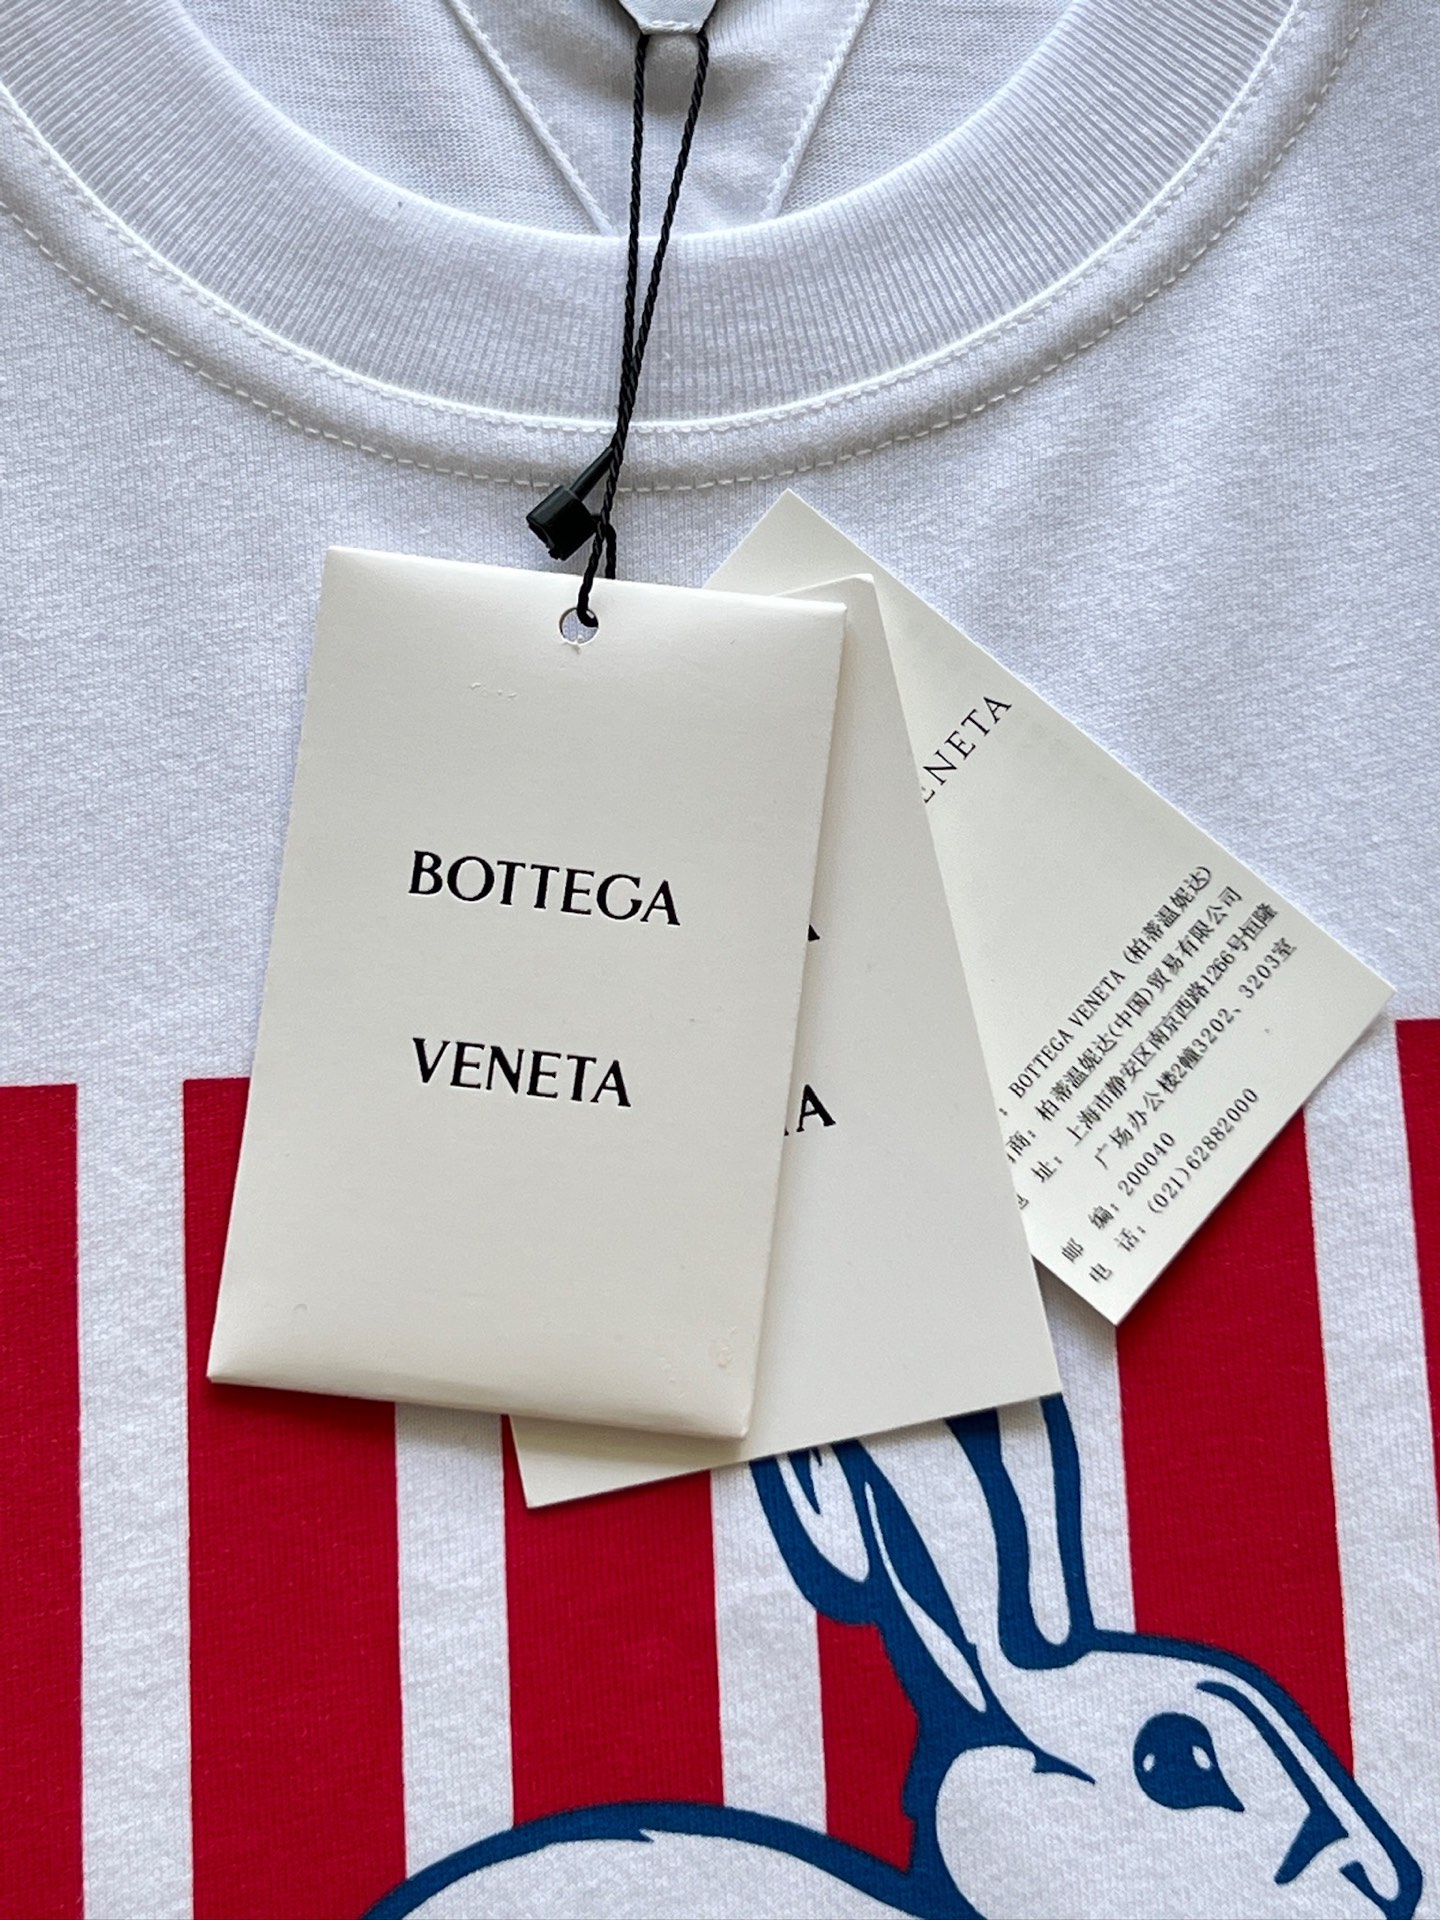 BOTTEGA
VENETA
A
A
ENETA
: BOTTEGA VENETA (柏蒂温妮达)
商: 柏蒂温妮达(中国)贸易有限公司
址: 上海市静安区南京西路1266号恒隆
广场办公楼2幢3202、3203室
邮 编: 200040
电 话: (021)62882000